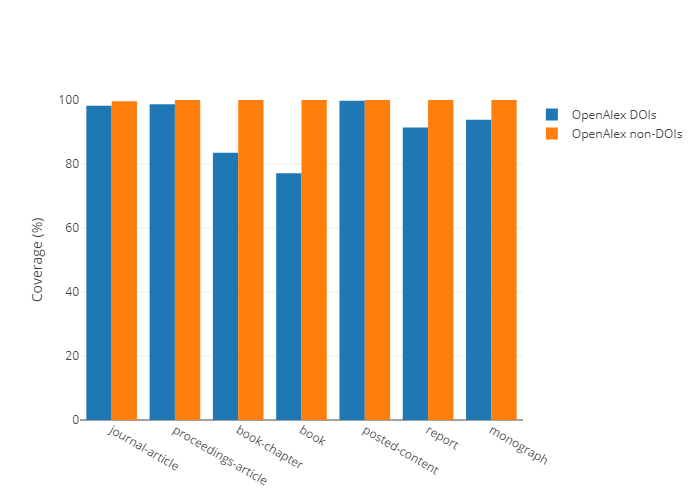 100
80
60
40
20
0
Coverage (%)
journal-article
proceedings-article
book-chapter
book
posted-content
report
monograph
OpenAlex DOIs
OpenAlex non-DOIs